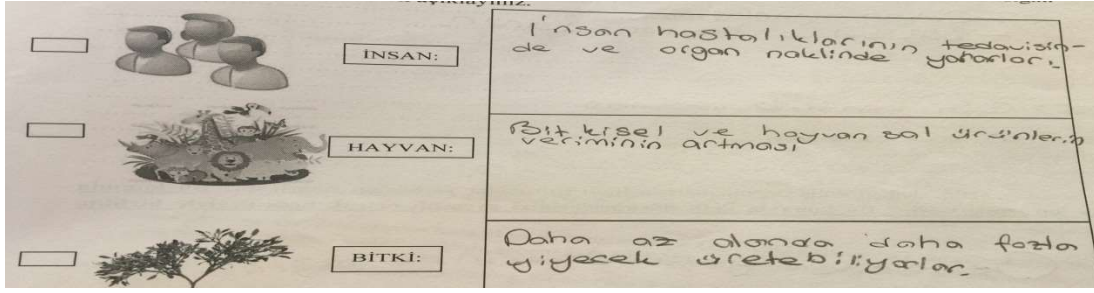 açıklayınız.
İNSAN:
İnsan hastalıklarının tedavisin-
de ve organ naklinde yararlar.
HAYVAN:
Bitkisel ve hayvansal ürünlerin
veriminin artması
BİTKİ:
Daha az alanda daha fazla
yiyecek üretebiliyorlar.